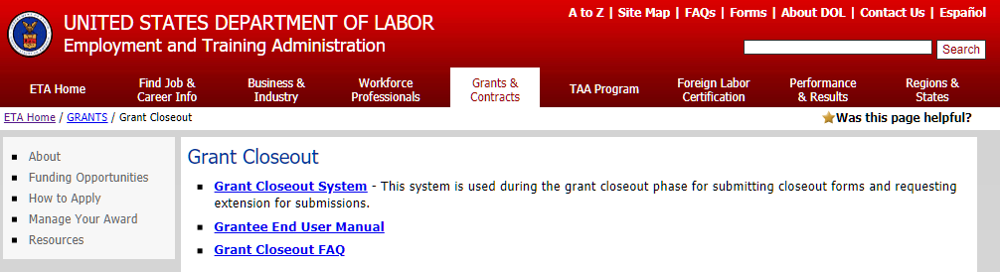 A to Z | Site Map | FAQs | Forms | About DOL | Contact Us | Español
UNITED STATES DEPARTMENT OF LABOR
Employment and Training Administration
Search
ETA Home
Find Job &
Career Info
Business &
Industry
Workforce
Professionals
Grants &
Contracts
TAA Program
Foreign Labor
Certification
Performance
& Results
Regions &
States
ETA Home / GRANTS / Grant Closeout
Was this page helpful?
About
Funding Opportunities
How to Apply
Manage Your Award
Resources
Grant Closeout
Grant Closeout System - This system is used during the grant closeout phase for submitting closeout forms and requesting
extension for submissions.
Grantee End User Manual
Grant Closeout FAQ